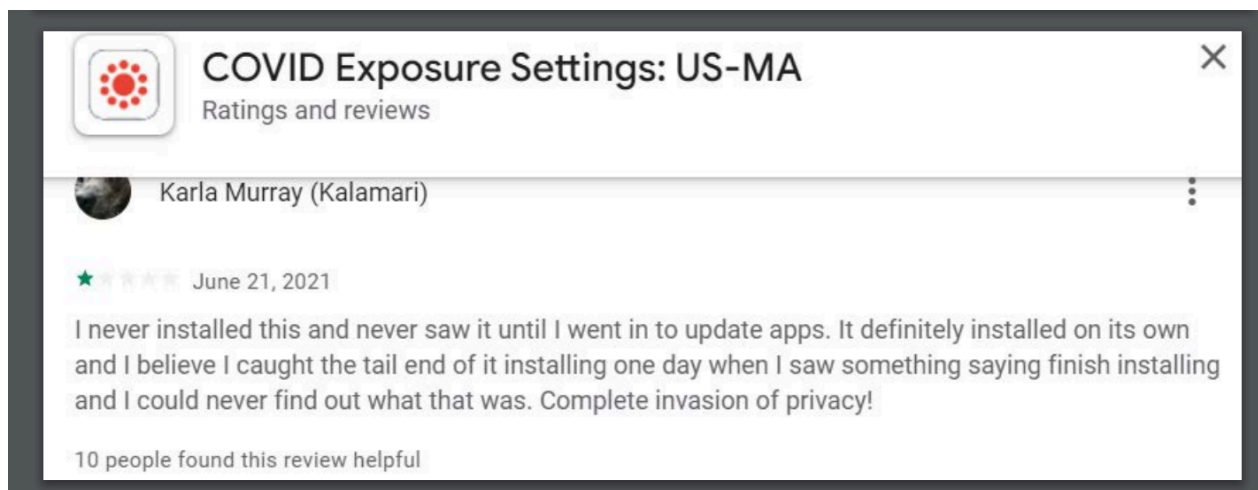 COVID Exposure Settings: US-MA
Ratings and reviews
Karla Murray (Kalamari)
June 21, 2021
I never installed this and never saw it until I went in to update apps. It definitely installed on its own
and I believe I caught the tail end of it installing one day when I saw something saying finish installing
and I could never find out what that was. Complete invasion of privacy!
10 people found this review helpful